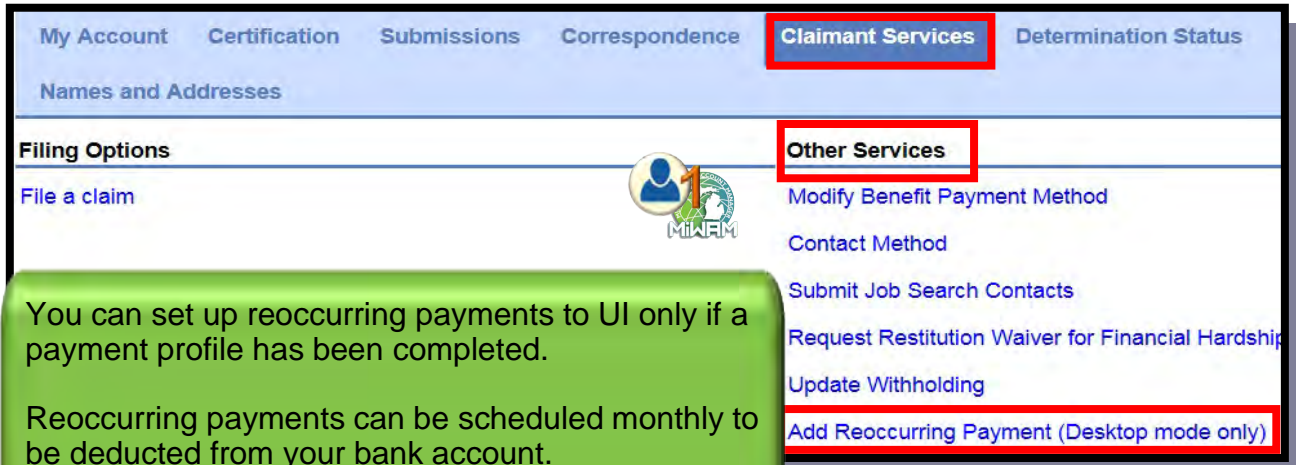 My Account Certification Submissions Correspondence Claimant Services Determination Status
Names and Addresses
Filing Options
File a claim
1
MiWAM
Other Services
Modify Benefit Payment Method
Contact Method
Submit Job Search Contacts
Request Restitution Waiver for Financial Hardship
Update Withholding
Add Reoccurring Payment (Desktop mode only)
You can set up reoccurring payments to UI only if a
payment profile has been completed.
Reoccurring payments can be scheduled monthly to
be deducted from your bank account.